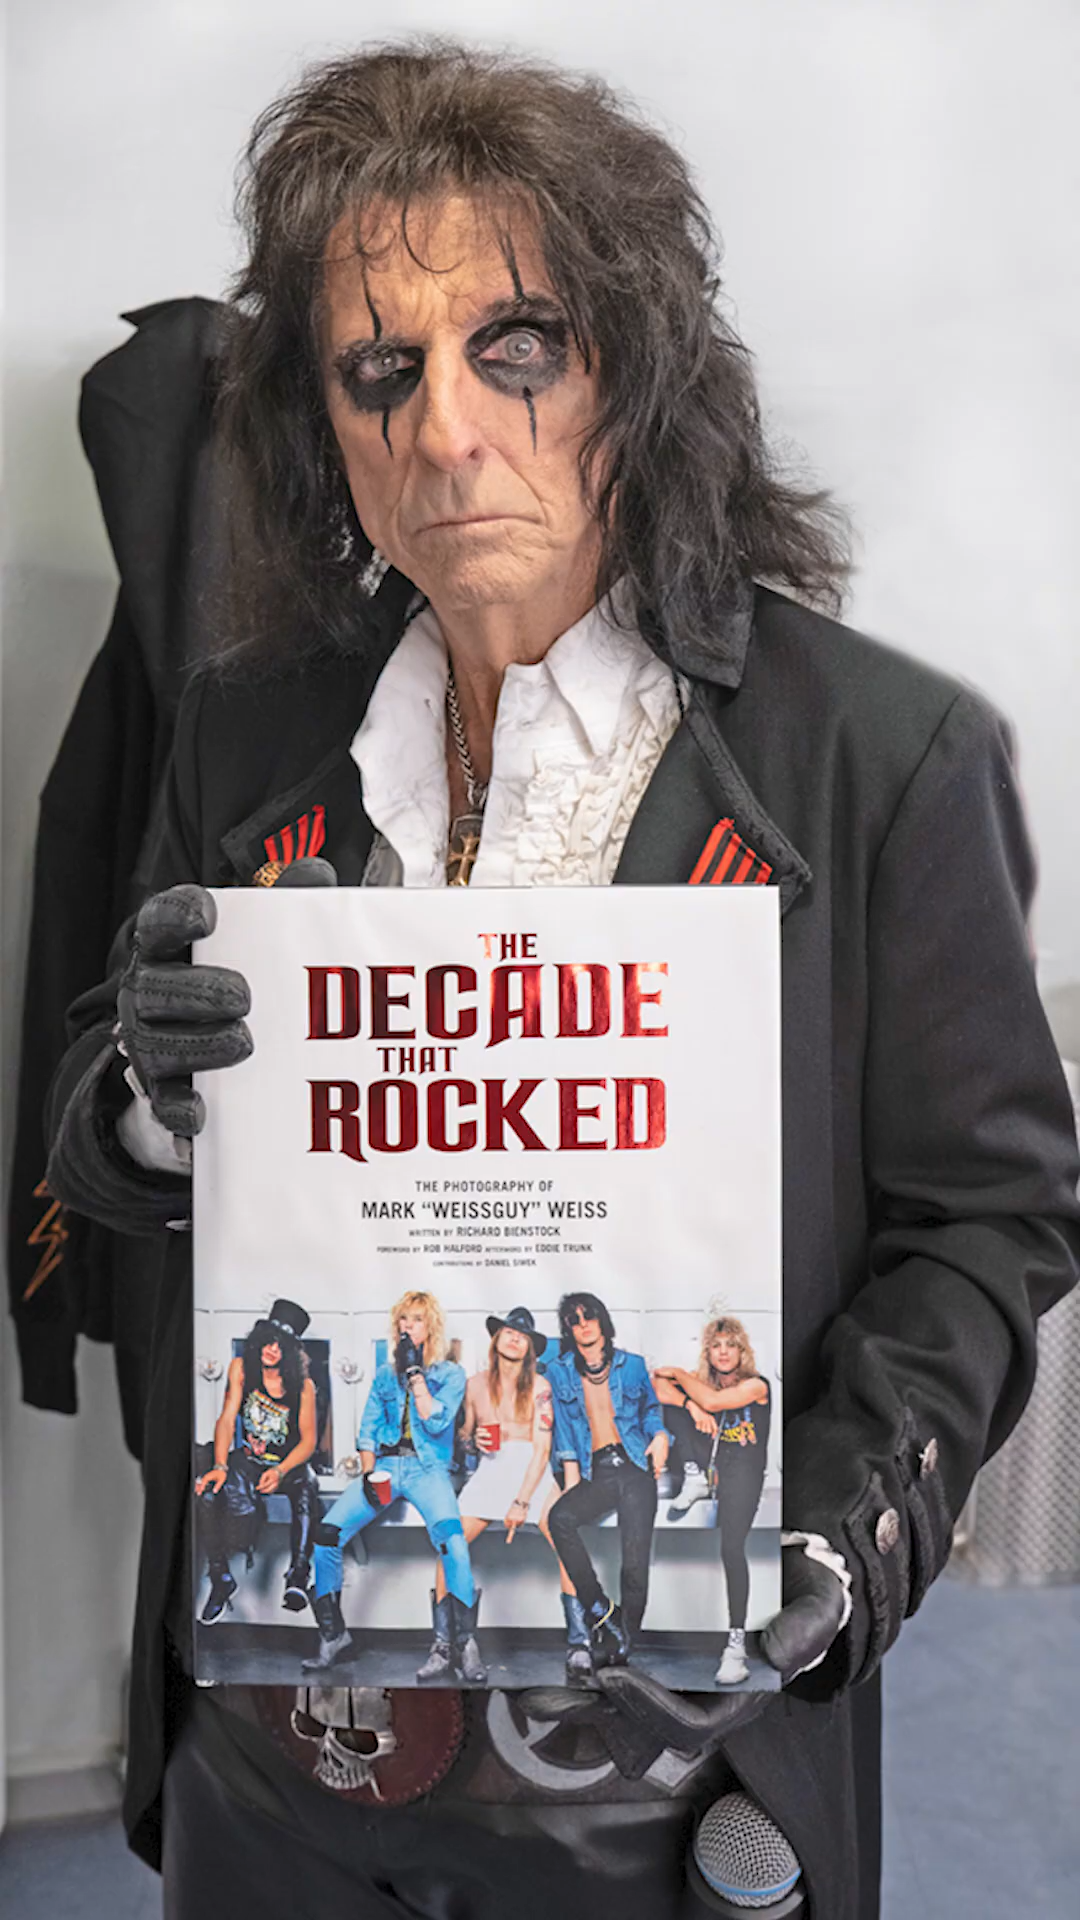 THE
DECADE
THAT
ROCKED
THE PHOTOGRAPHY OF
MARK “WEISSGUY” WEISS
WRITTEN BY RICHARD BIENSTOCK
FOREWORD BY ROB HALFORD AFTERWORD BY EDDIE TRUNK
CONTRIBUTIONS BY DANIEL SIWEK